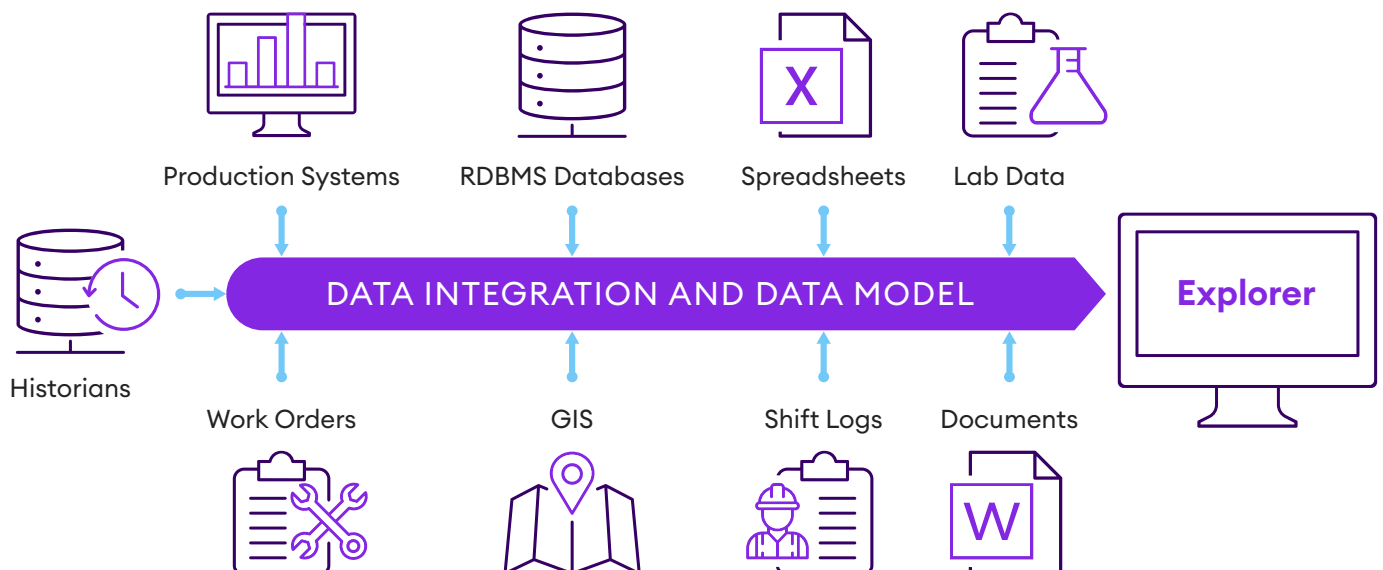 Production Systems
RDBMS Databases
X
Spreadsheets
Lab Data
Historians
DATA INTEGRATION AND DATA MODEL
Explorer
Work Orders
GIS
Shift Logs
Documents
W